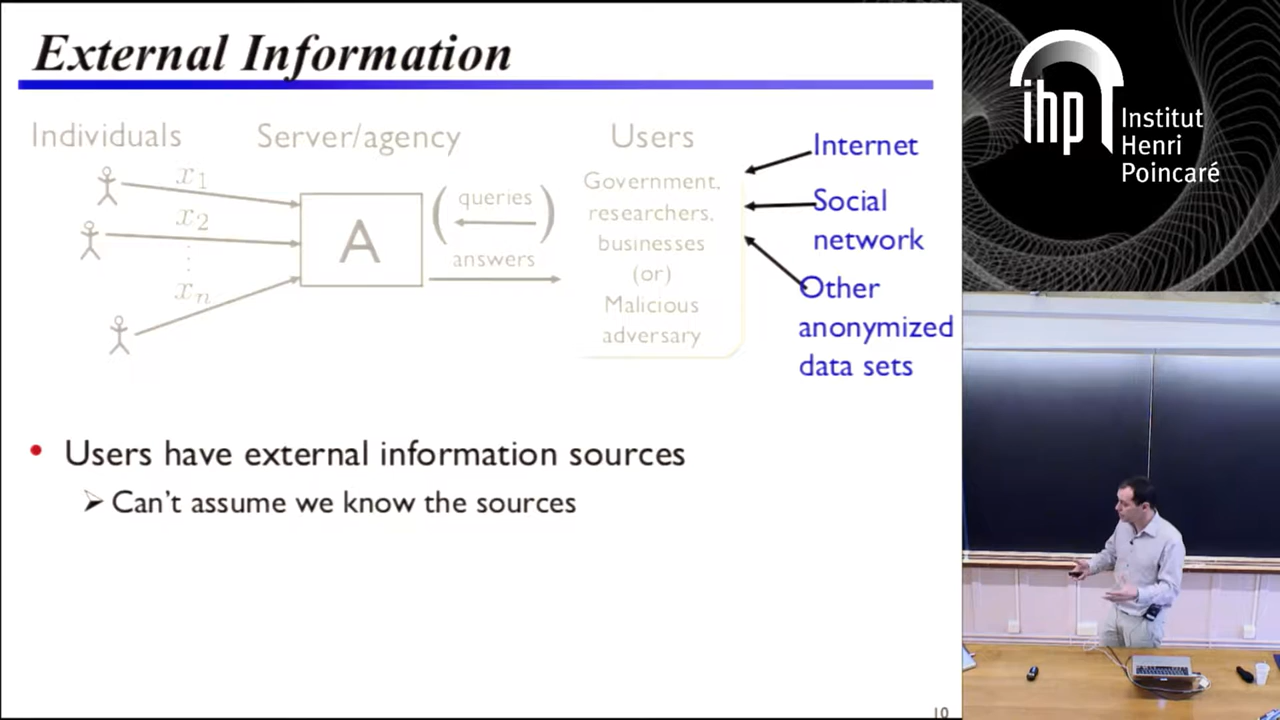 External Information
Individuals
Server/agency
Users
x1
x2
xn
A
queries
answers
Government,
researchers,
businesses
(or)
Malicious
adversary
Internet
Social
network
Other
anonymized
data sets
• Users have external information sources
➢ Can't assume we know the sources
10
ihp
Institut
Henri
Poincaré